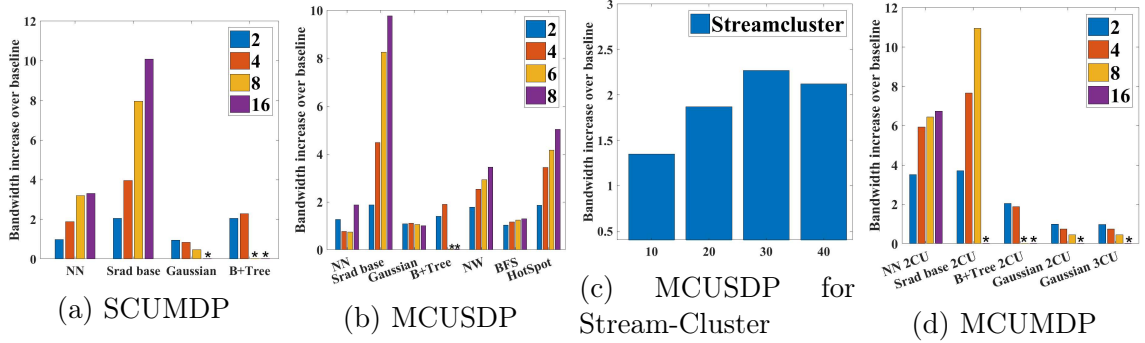 Bandwidth increase over baseline
12
10
8
6
4
2
0
2
4
8
16
NN
Srad base
Gaussian
B+Tree
*
* *
(a) SCUMDP
Bandwidth increase over baseline
10
8
6
4
2
0
2
4
6
8
NN
Srad base
Gaussian
B+Tree
NW
BFS
HotSpot
**
(b) MCUSDP
Bandwidth increase over baseline
3
2.5
2
1.5
1
0.5
Streamcluster
10
20
30
40
(c) MCUSDP for
Stream-Cluster
Bandwidth increase over baseline
12
10
8
6
4
2
0
2
4
8
16
NN 2CU
Srad base 2CU
B+Tree 2CU
Gaussian 2CU
Gaussian 3CU
*
* *
*
*
(d) MCUMDP